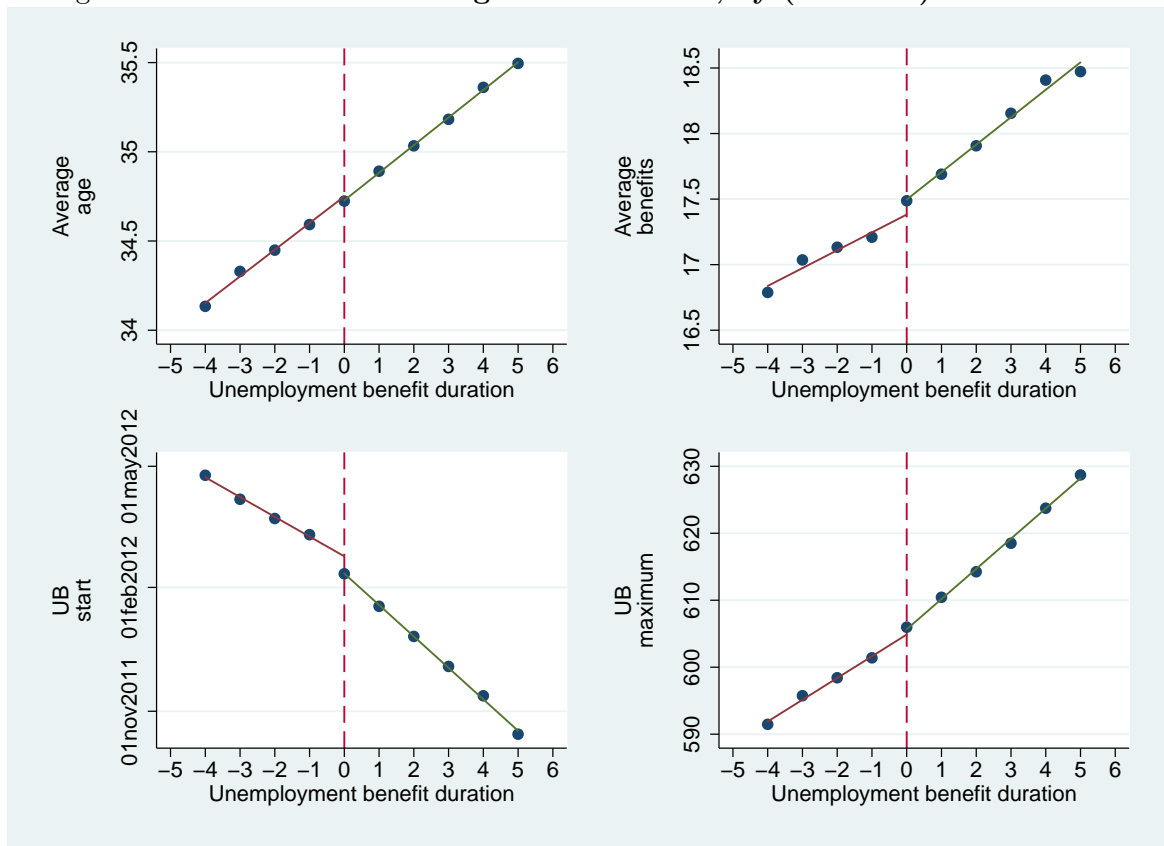 Average
age
35.5
35
34.5
34
−5 −4 −3 −2 −1 0 1 2 3 4 5 6
Unemployment benefit duration
Average
benefits
18.5
18
17.5
17
16.5
−5 −4 −3 −2 −1 0 1 2 3 4 5 6
Unemployment benefit duration
UB
start
01may2012
01feb2012
01nov2011
−5 −4 −3 −2 −1 0 1 2 3 4 5 6
Unemployment benefit duration
UB
maximum
630
620
610
600
590
−5 −4 −3 −2 −1 0 1 2 3 4 5 6
Unemployment benefit duration